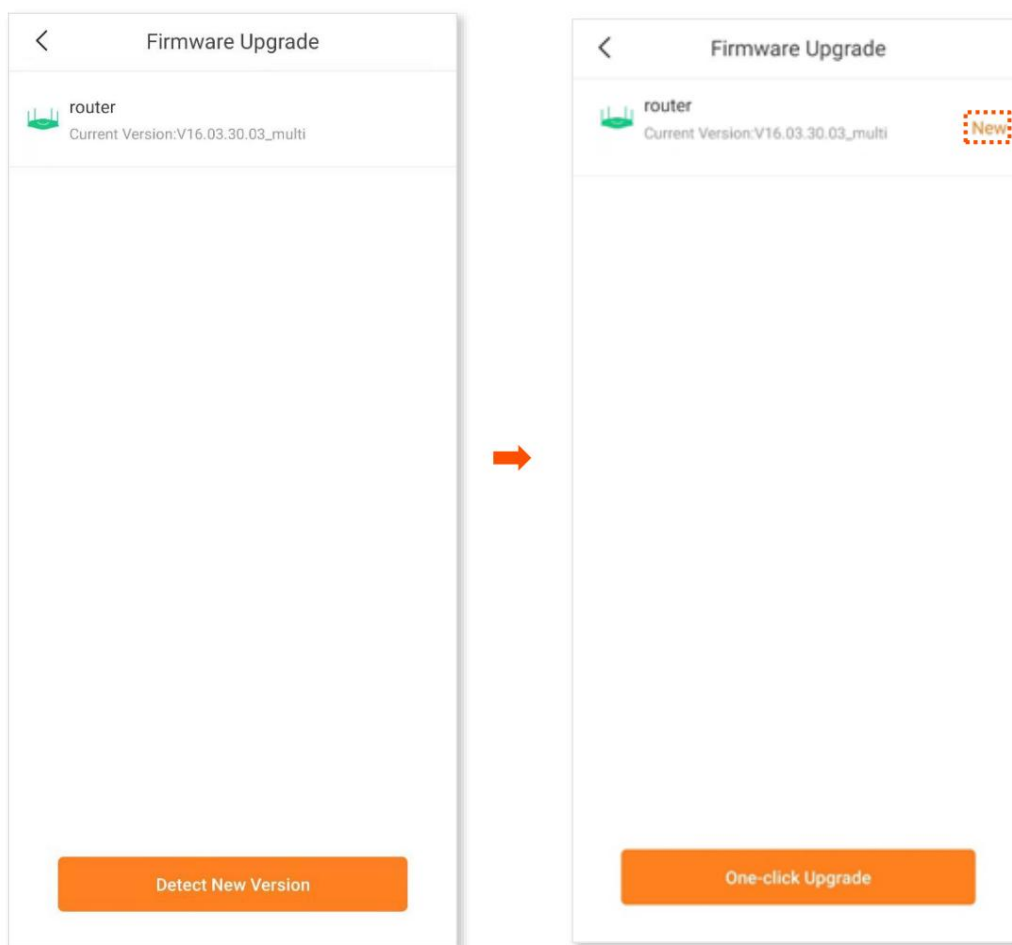 Firmware Upgrade
router
Current Version:V16.03.30.03_multi
Detect New Version
Firmware Upgrade
router
Current Version:V16.03.30.03_multi
New
One-click Upgrade